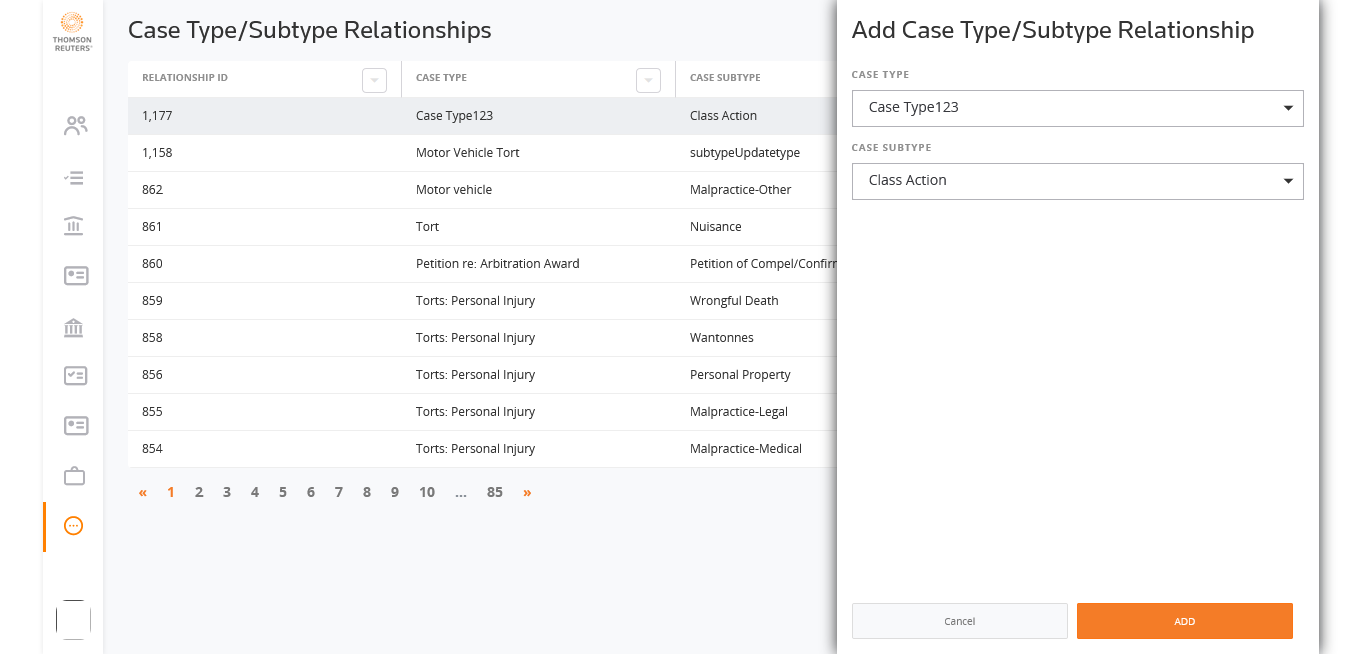 THOMSON
REUTERS®
Case Type/Subtype Relationships
RELATIONSHIP ID CASE TYPE CASE SUBTYPE
1,177 Case Type123 Class Action
1,158 Motor Vehicle Tort subtypeUpdatetype
862 Motor vehicle Malpractice-Other
861 Tort Nuisance
860 Petition re: Arbitration Award Petition of Compel/Confirr
859 Torts: Personal Injury Wrongful Death
858 Torts: Personal Injury Wantonnes
856 Torts: Personal Injury Personal Property
855 Torts: Personal Injury Malpractice-Legal
854 Torts: Personal Injury Malpractice-Medical
« 1 2 3 4 5 6 7 8 9 10 ... 85 »
Add Case Type/Subtype Relationship
CASE TYPE
Case Type123
CASE SUBTYPE
Class Action
Cancel ADD